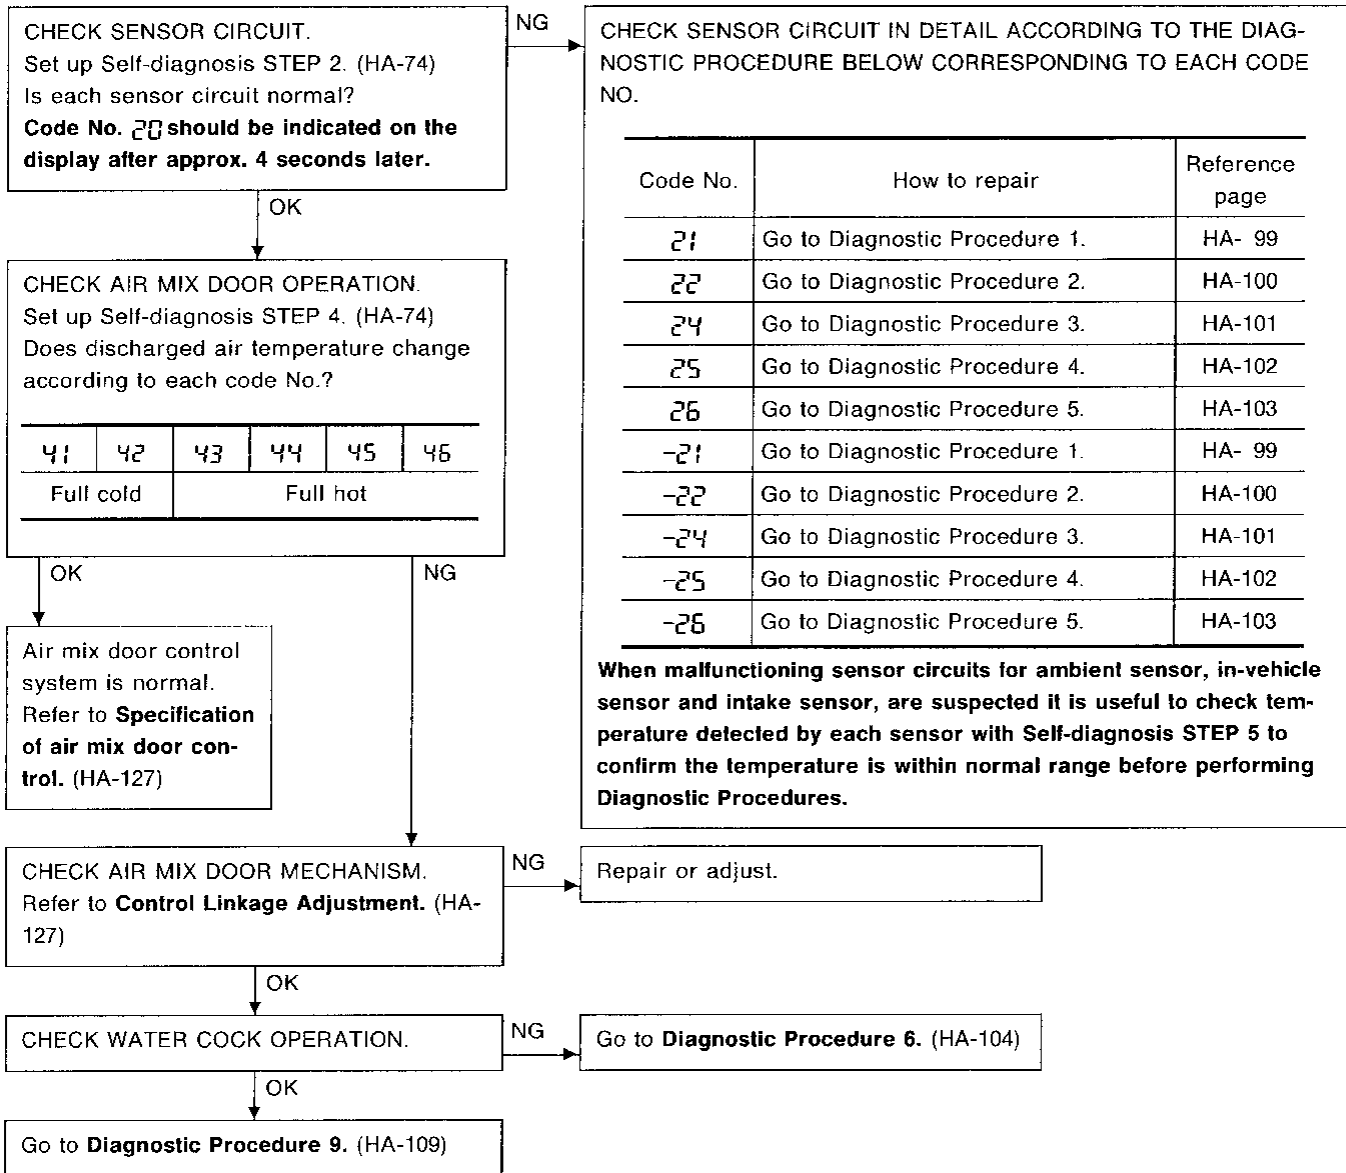 CHECK SENSOR CIRCUIT.
Set up Self-diagnosis STEP 2. (HA-74)
Is each sensor circuit normal?
Code No. 20 should be indicated on the
display after approx. 4 seconds later.
NG
CHECK SENSOR CIRCUIT IN DETAIL ACCORDING TO THE DIAG-
NOSTIC PROCEDURE BELOW CORRESPONDING TO EACH CODE
NO.
Code No. How to repair Reference page
21 Go to Diagnostic Procedure 1. HA- 99
22 Go to Diagnostic Procedure 2. HA-100
24 Go to Diagnostic Procedure 3. HA-101
25 Go to Diagnostic Procedure 4. HA-102
26 Go to Diagnostic Procedure 5. HA-103
-21 Go to Diagnostic Procedure 1. HA- 99
-22 Go to Diagnostic Procedure 2. HA-100
-24 Go to Diagnostic Procedure 3. HA-101
-25 Go to Diagnostic Procedure 4. HA-102
-26 Go to Diagnostic Procedure 5. HA-103
When malfunctioning sensor circuits for ambient sensor, in-vehicle
sensor and intake sensor, are suspected it is useful to check tem-
perature detected by each sensor with Self-diagnosis STEP 5 to
confirm the temperature is within normal range before performing
Diagnostic Procedures.
OK
CHECK AIR MIX DOOR OPERATION.
Set up Self-diagnosis STEP 4. (HA-74)
Does discharged air temperature change
according to each code No.?
41 42 43 44 45 46
Full cold Full hot
OK
NG
Air mix door control
system is normal.
Refer to Specification
of air mix door con-
trol. (HA-127)
CHECK AIR MIX DOOR MECHANISM.
Refer to Control Linkage Adjustment. (HA-
127)
NG
Repair or adjust.
OK
CHECK WATER COCK OPERATION.
NG
Go to Diagnostic Procedure 6. (HA-104)
OK
Go to Diagnostic Procedure 9. (HA-109)